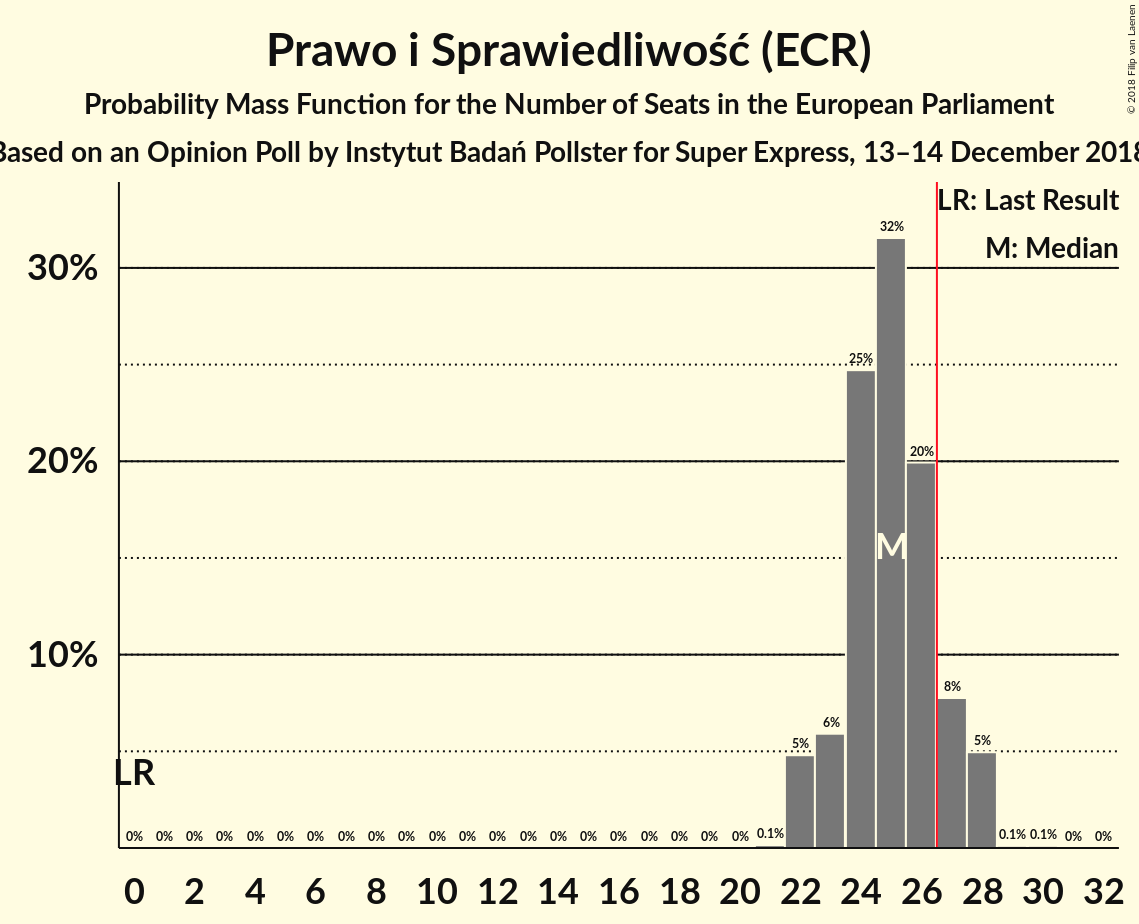 Prawo i Sprawiedliwość (ECR)
Probability Mass Function for the Number of Seats in the European Parliament
Based on an Opinion Poll by Instytut Badań Pollster for Super Express, 13–14 December 2018
© 2018 Filip van Laenen
LR: Last Result
M: Median
32%
30%
25%
20%
20%
M
10%
8%
6%
5%
5%
LR
0% 0% 0% 0% 0% 0% 0% 0% 0% 0% 0% 0% 0% 0% 0% 0% 0% 0% 0% 0% 0% 0.1% 0.1% 0.1% 0% 0%
0 2 4 6 8 10 12 14 16 18 20 22 24 26 28 30 32